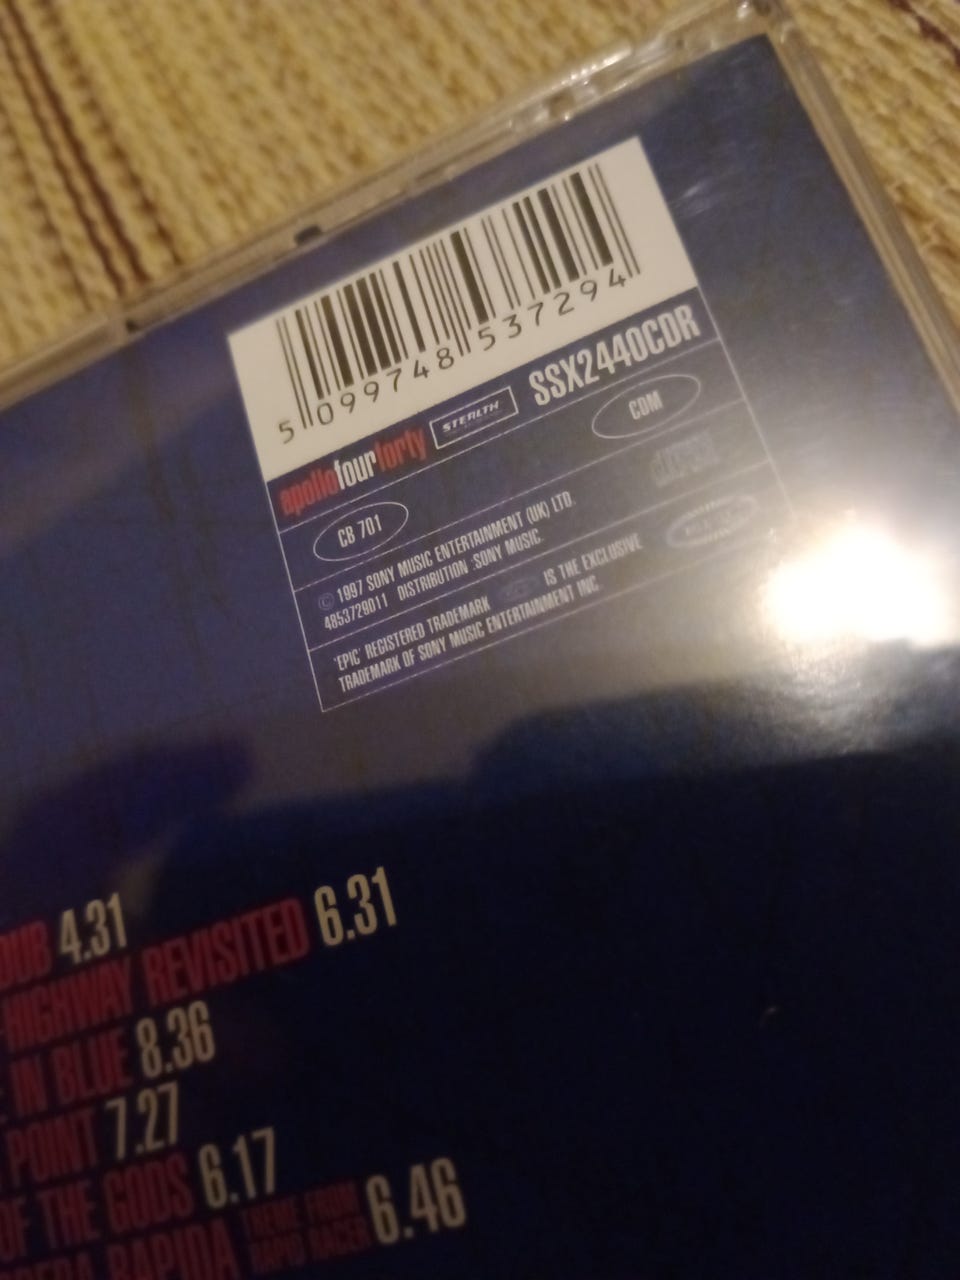 5 099748 537294
apollofourforty STEALTH SSX2440CDR
CB 701 CDM
© 1997 SONY MUSIC ENTERTAINMENT (UK) LTD.
4853729011 DISTRIBUTION : SONY MUSIC.
'EPIC' REGISTERED TRADEMARK IS THE EXCLUSIVE
TRADEMARK OF SONY MUSIC ENTERTAINMENT INC.
4.31
HIGHWAY REVISITED 6.31
IN BLUE 8.36
POINT 7.27
OF THE GODS 6.17
RAPIDA THEME FROM RAPID RACER 6.46